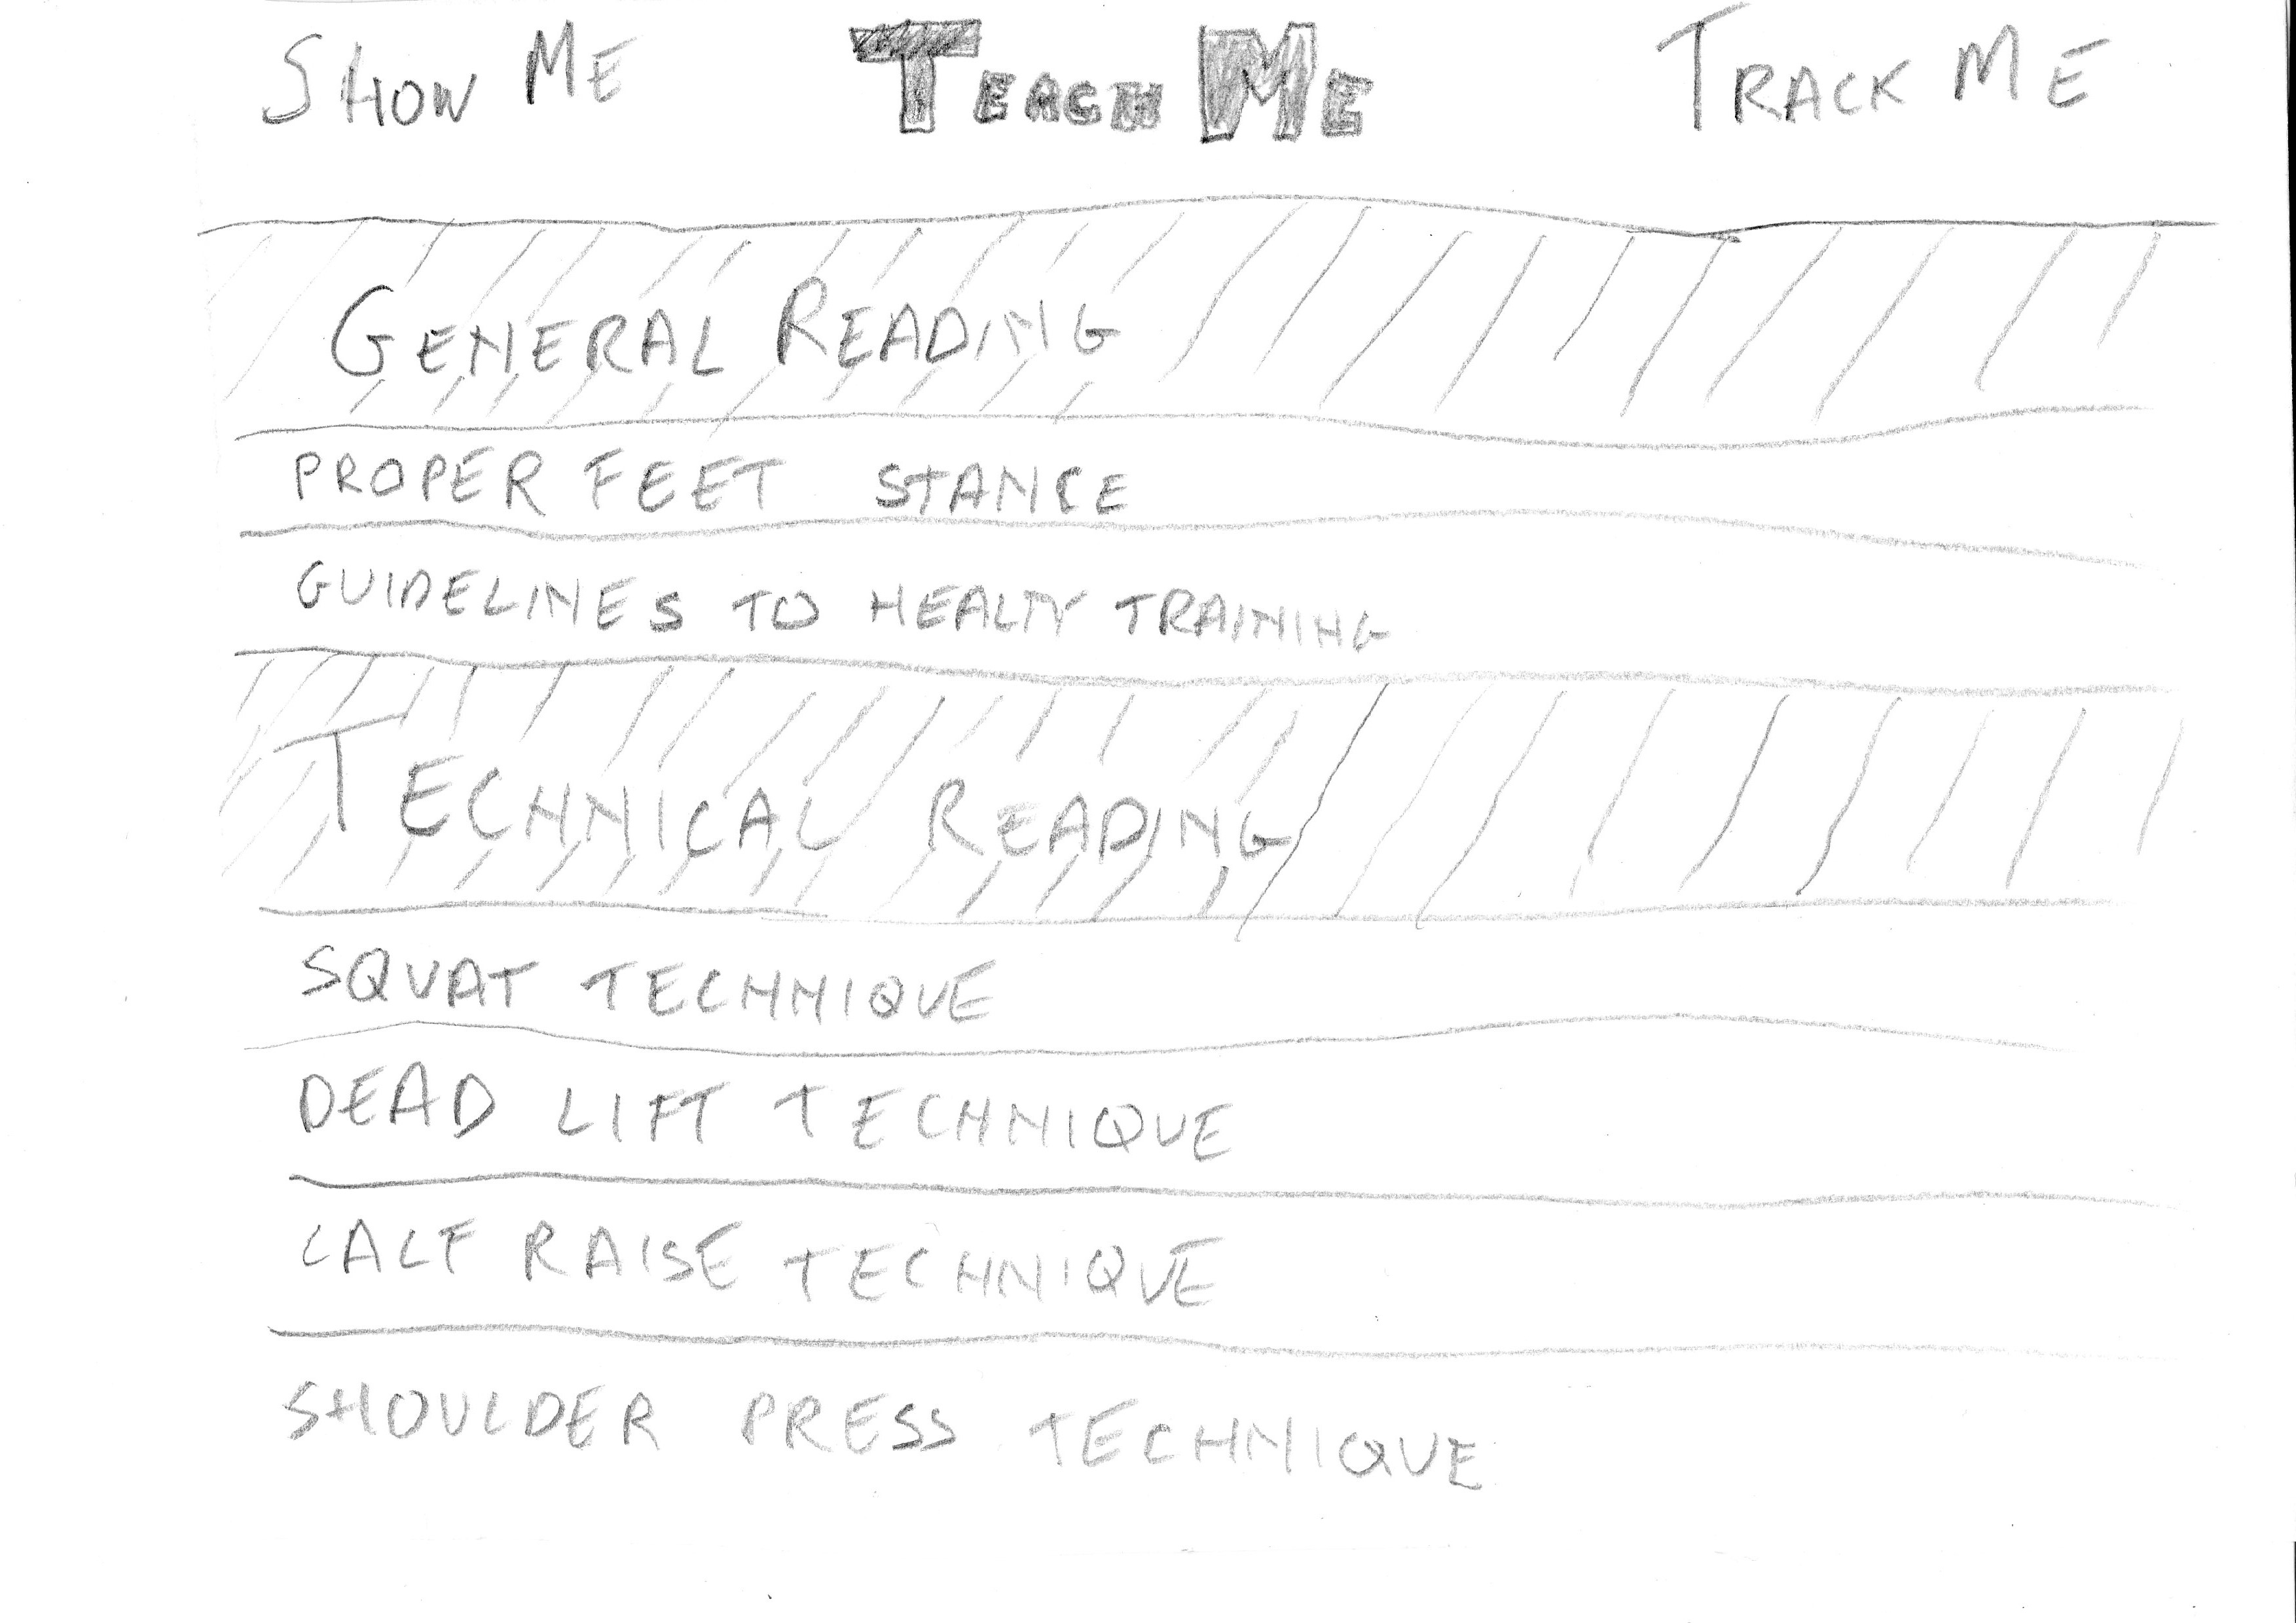 SHOW ME TEACH ME TRACK ME
GENERAL READING
PROPER FEET STANCE
GUIDELINES TO HEALTY TRAINING
TECHNICAL READING
SQUAT TECHNIQUE
DEAD LIFT TECHNIQUE
CALF RAISE TECHNIQUE
SHOULDER PRESS TECHNIQUE